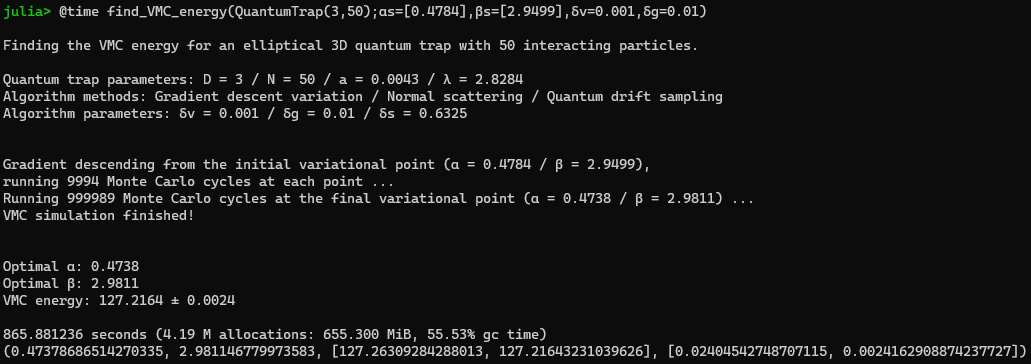 julia> @time find_VMC_energy(QuantumTrap(3,50);αs=[0.4784],βs=[2.9499],δv=0.001,δg=0.01)
Finding the VMC energy for an elliptical 3D quantum trap with 50 interacting particles.
Quantum trap parameters: D = 3 / N = 50 / a = 0.0043 / λ = 2.8284
Algorithm methods: Gradient descent variation / Normal scattering / Quantum drift sampling
Algorithm parameters: δv = 0.001 / δg = 0.01 / δs = 0.6325
Gradient descending from the initial variational point (α = 0.4784 / β = 2.9499),
running 9994 Monte Carlo cycles at each point ...
Running 999989 Monte Carlo cycles at the final variational point (α = 0.4738 / β = 2.9811) ...
VMC simulation finished!
Optimal α: 0.4738
Optimal β: 2.9811
VMC energy: 127.2164 ± 0.0024
865.881236 seconds (4.19 M allocations: 655.300 MiB, 55.53% gc time)
(0.47378686514270335, 2.981146779973583, [127.26309284288013, 127.21643231039626], [0.02404542748707115, 0.0024162908874237727])